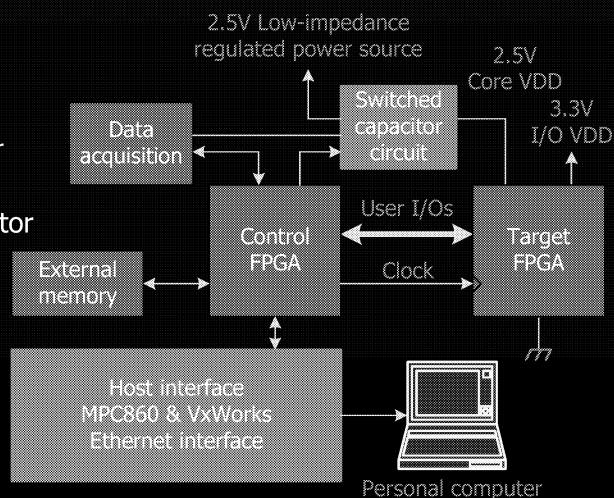 2.5V Low-impedance
regulated power source
2.5V
Core VDD
3.3V
I/O VDD
Switched
capacitor
circuit
Data
acquisition
User I/Os
Control
FPGA
Target
FPGA
Clock
External
memory
Host interface
MPC860 & VxWorks
Ethernet interface
Personal computer